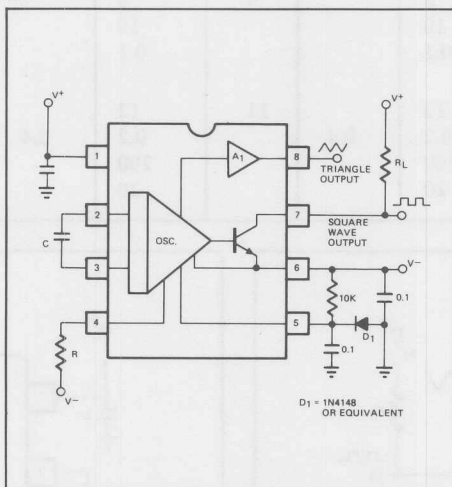 V+
V+
1
A1
8
TRIANGLE
OUTPUT
RL
2
7
SQUARE
WAVE
OUTPUT
C
OSC.
3
6
V−
10K
0.1
4
5
D1
R
0.1
V−
D1 = 1N4148
OR EQUIVALENT